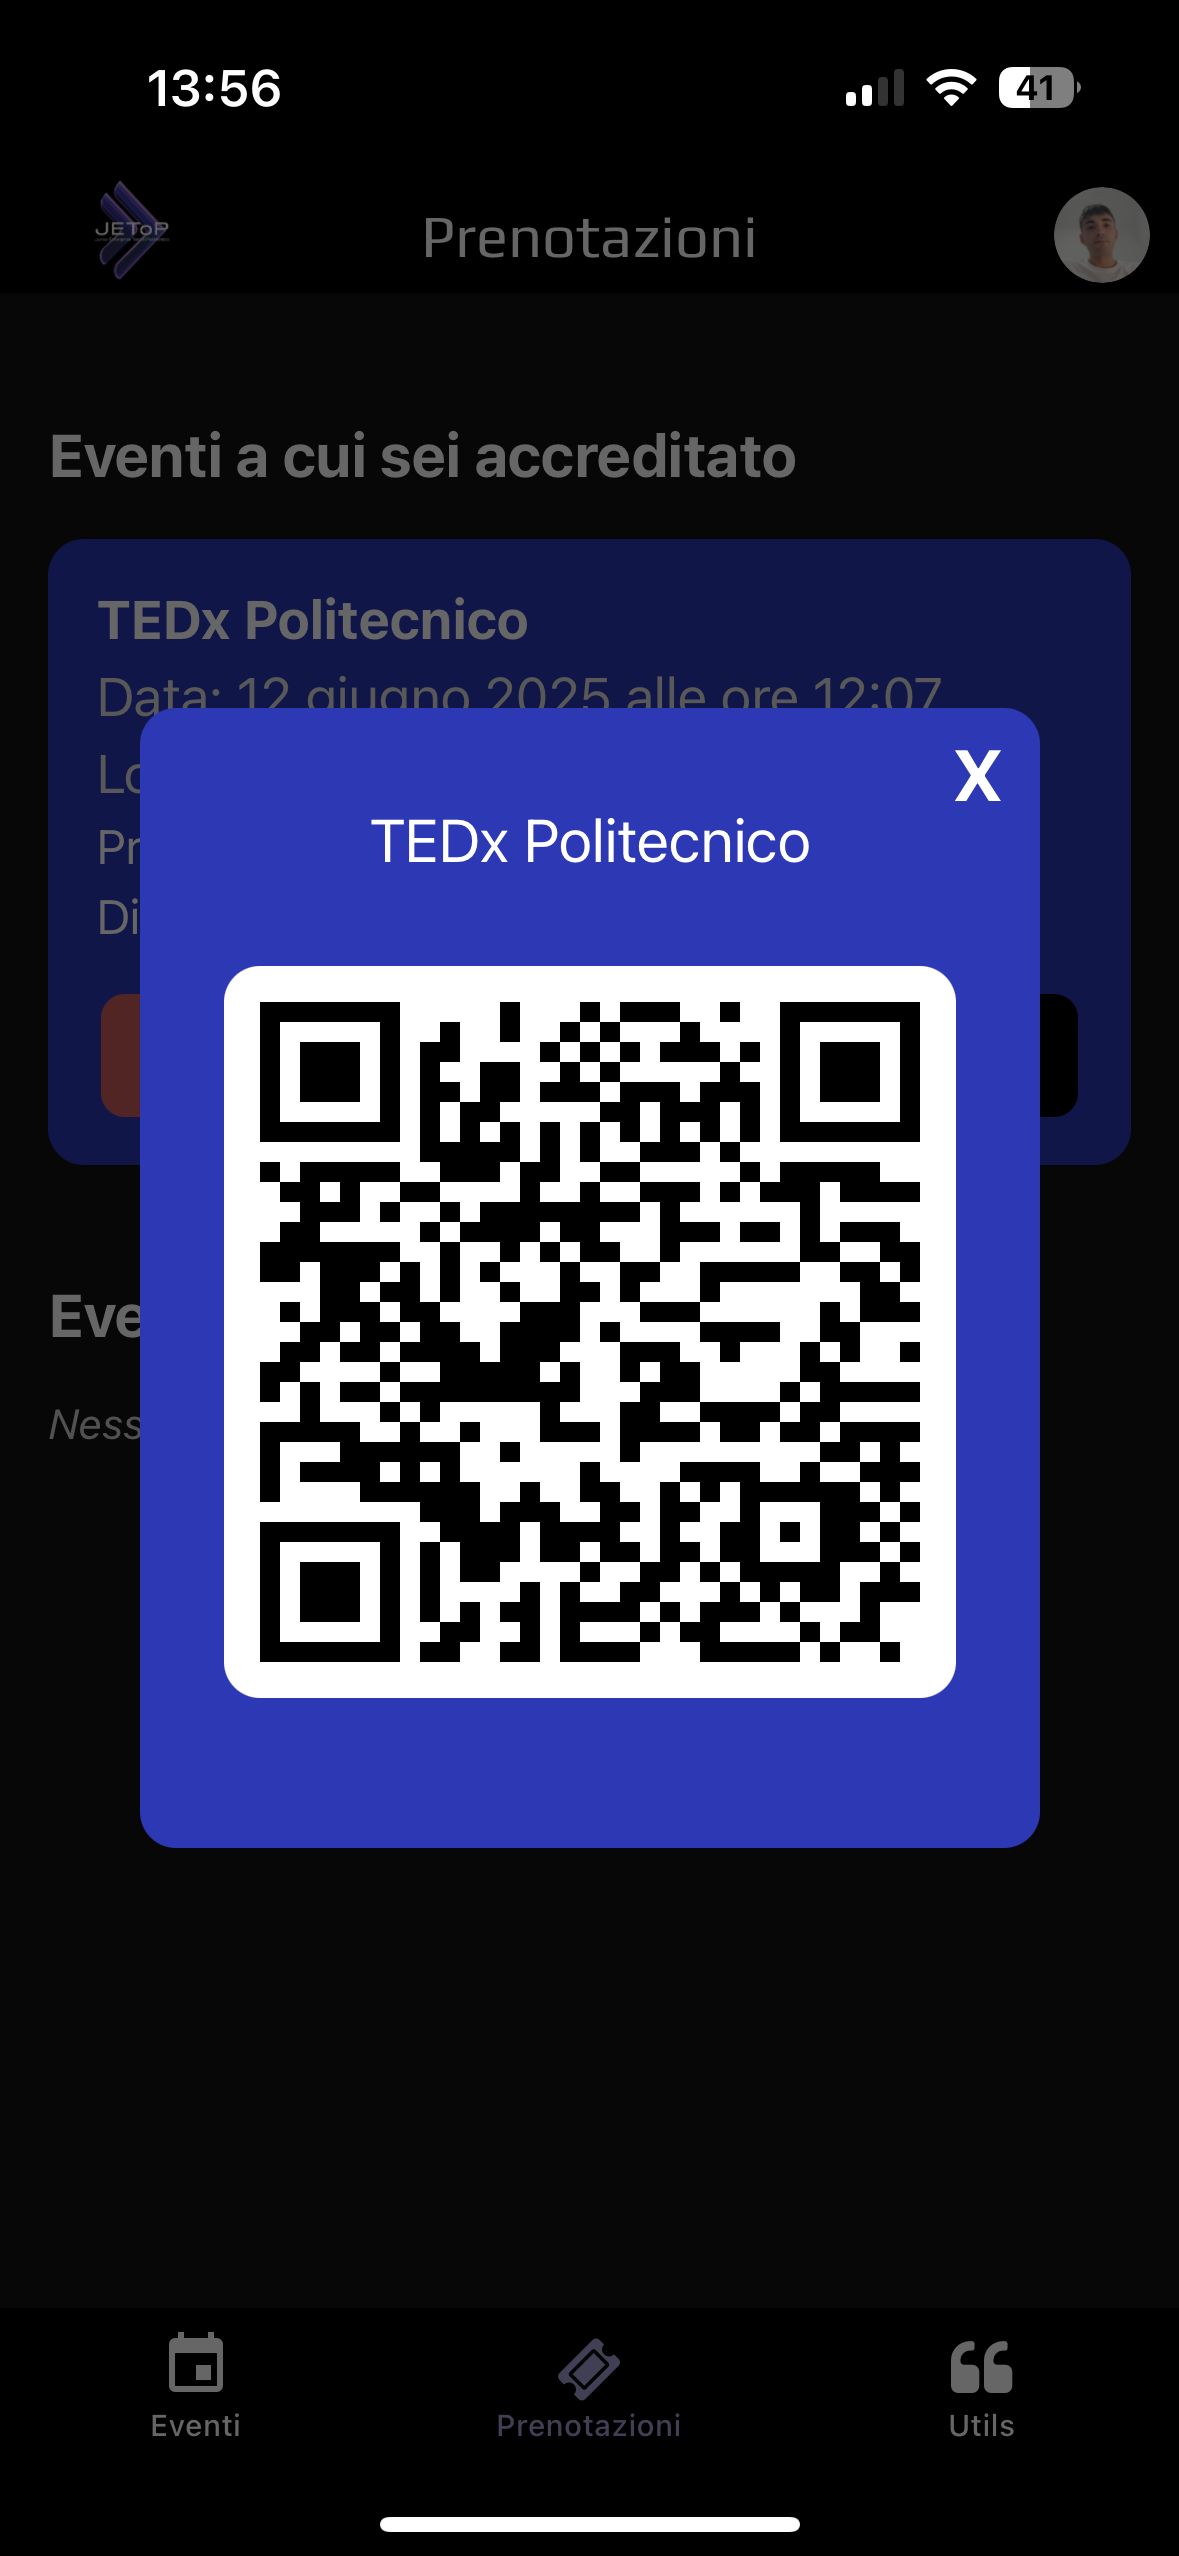 13:56
41
JEToP
Prenotazioni
Eventi a cui sei accreditato
TEDx Politecnico
Data: 12 giugno 2025 alle ore 12:07
X
TEDx Politecnico
Eventi
Prenotazioni
Utils